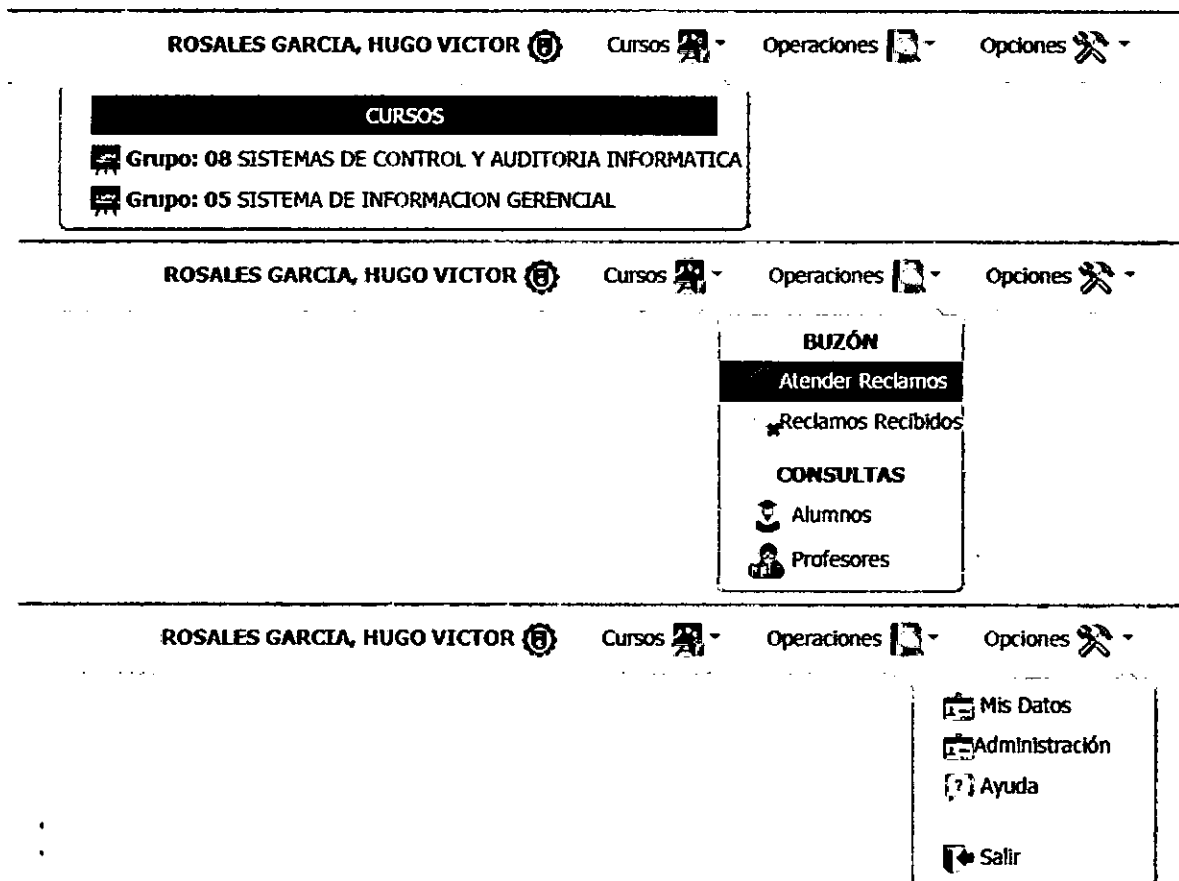 ROSALES GARCIA, HUGO VICTOR Cursos Operaciones Opciones
CURSOS
Grupo: 08 SISTEMAS DE CONTROL Y AUDITORIA INFORMATICA
Grupo: 05 SISTEMA DE INFORMACION GERENCIAL
ROSALES GARCIA, HUGO VICTOR Cursos Operaciones Opciones
BUZÓN
Atender Reclamos
Reclamos Recibidos
CONSULTAS
Alumnos
Profesores
ROSALES GARCIA, HUGO VICTOR Cursos Operaciones Opciones
Mis Datos
Administración
Ayuda
Salir